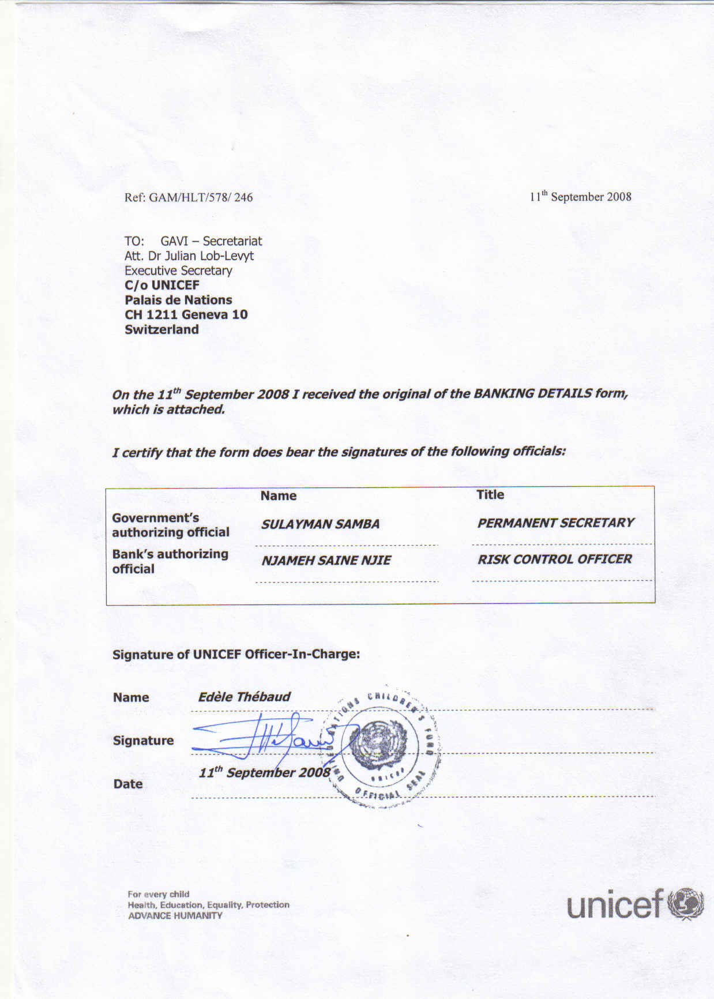 Ref: GAM/HLT/578/ 246
11th September 2008
TO: GAVI – Secretariat
Att. Dr Julian Lob-Levyt
Executive Secretary
C/o UNICEF
Palais de Nations
CH 1211 Geneva 10
Switzerland
On the 11th September 2008 I received the original of the BANKING DETAILS form,
which is attached.
I certify that the form does bear the signatures of the following officials:
Name Title
Government's
authorizing official SULAYMAN SAMBA PERMANENT SECRETARY
Bank's authorizing
official NJAMEH SAINE NJIE RISK CONTROL OFFICER
Signature of UNICEF Officer-In-Charge:
Name Edèle Thébaud
Signature
Date 11th September 2008
UNITED NATIONS CHILDREN'S FUND
UNICEF
OFFICIAL SEAL
For every child
Health, Education, Equality, Protection
ADVANCE HUMANITY
unicef